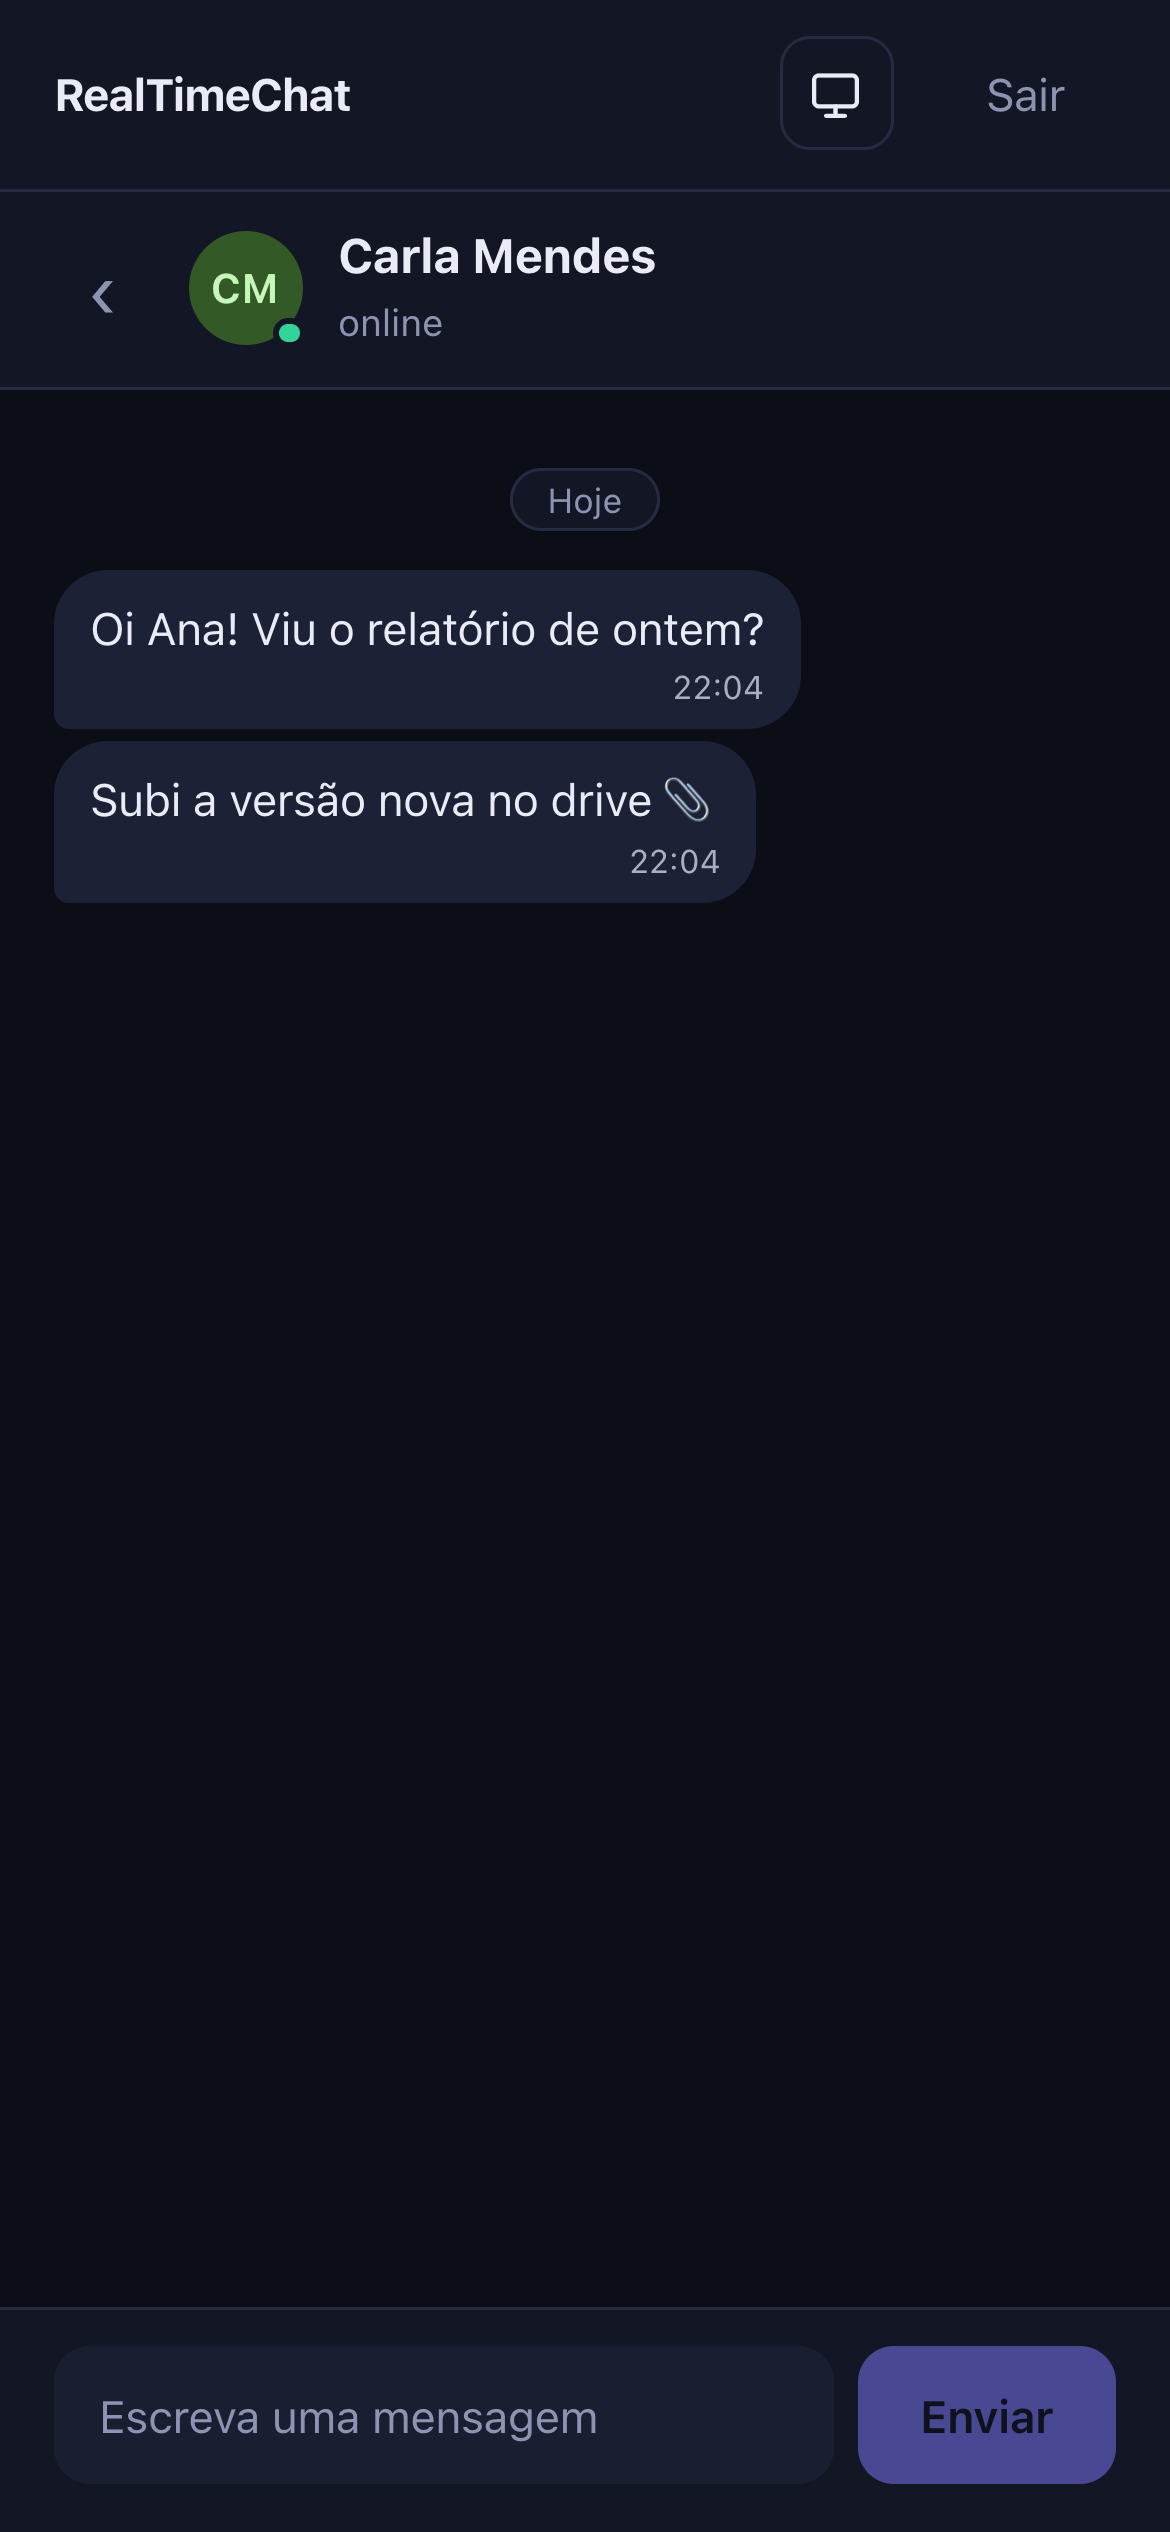 RealTimeChat
Sair
CM
Carla Mendes
online
Hoje
Oi Ana! Viu o relatório de ontem?
22:04
Subi a versão nova no drive 📎
22:04
Escreva uma mensagem
Enviar